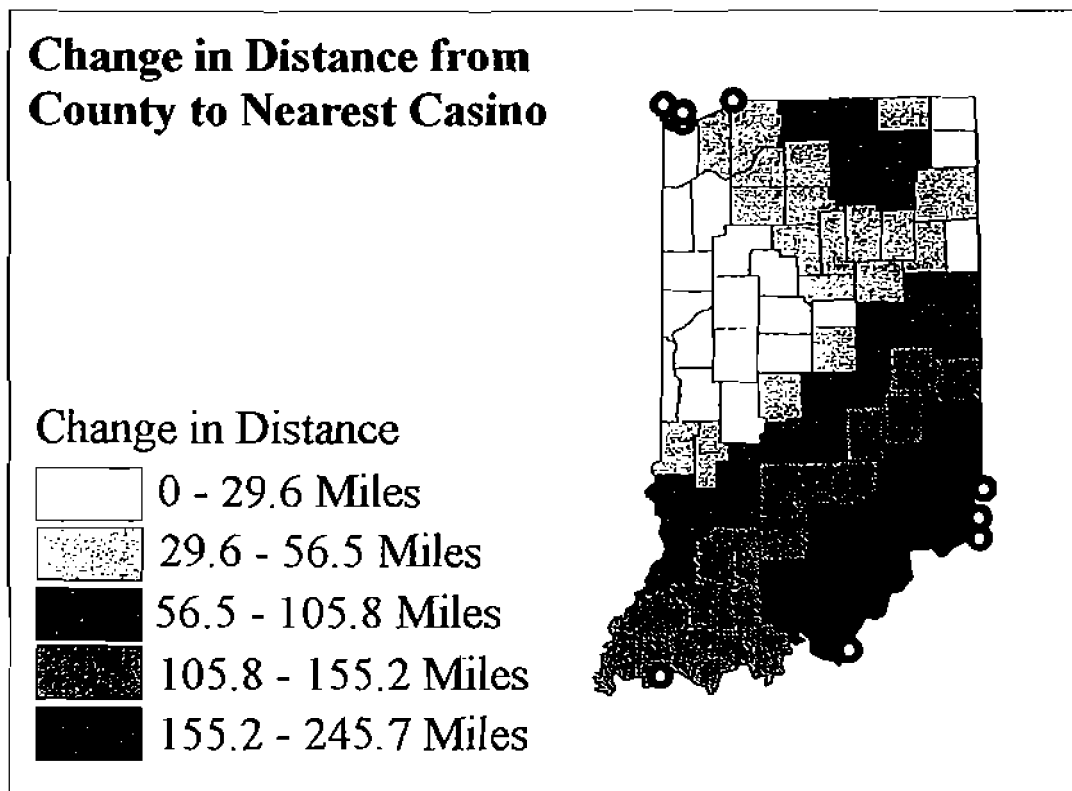 Change in Distance from
County to Nearest Casino
Change in Distance
0 - 29.6 Miles
29.6 - 56.5 Miles
56.5 - 105.8 Miles
105.8 - 155.2 Miles
155.2 - 245.7 Miles